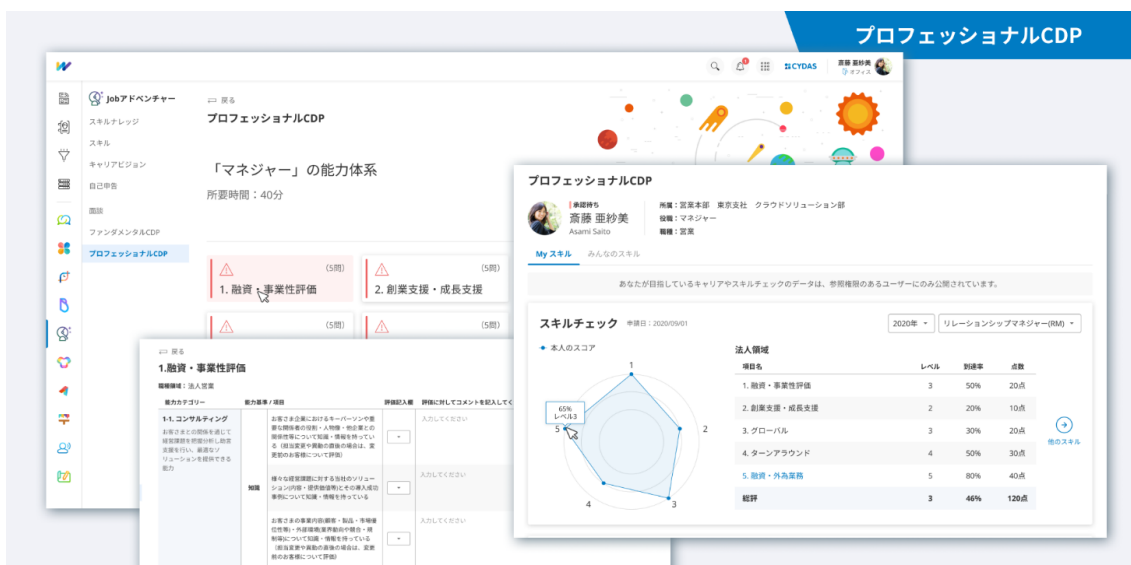 プロフェッショナルCDP
CYDAS
斎藤 亜紗美
オフィス
Jobアドベンチャー
スキルナレッジ
スキル
キャリアビジョン
自己申告
面談
ファンダメンタルCDP
プロフェッショナルCDP
戻る
プロフェッショナルCDP
「マネジャー」の能力体系
所要時間：40分
(5問)
1. 融資・事業性評価
(5問)
2. 創業支援・成長支援
(5問)
(5問)
戻る
1.融資・事業性評価
職種領域：法人営業
能力カテゴリー 能力基準 / 項目 評価記入欄 評価に対してコメントを記入してく
1-1. コンサルティング
お客さまとの関係を通じて
経営課題を把握分析し助言
支援を行い、最適なソ
リューションを提供できる
能力
知識
お客さま企業におけるキーパーソンや重
要な関係者の役割・人物像・他企業との
関係性等について知識・情報を持ってい
る（担当変更や異動の直後の場合は、変
更前のお客様について評価）
入力してください
様々な経営課題に対する当社のソリュー
ション(内容・提供価値等)とその導入成功
事例について知識・情報を持っている
入力してください
お客さまの事業内容(顧客・製品・市場優
位性等)・外部環境(業界動向や競合・規
制等)について知識・情報を持っている
（担当変更や異動の直後の場合は、変更
前のお客様について評価）
入力してください
プロフェッショナルCDP
承認待ち
斎藤 亜紗美
Asami Saito
所属：営業本部 東京支社 クラウドソリューション部
役職：マネジャー
職種：営業
My スキル みんなのスキル
あなたが目指しているキャリアやスキルチェックのデータは、参照権限のあるユーザーにのみ公開されています。
スキルチェック 申請日：2020/09/01
2020年 リレーションシップマネジャー(RM)
本人のスコア
1
2
3
4
5
65%
レベル3
法人領域
項目名 レベル 到達率 点数
1. 融資・事業性評価 3 50% 20点
2. 創業支援・成長支援 2 20% 10点
3. グローバル 3 30% 20点
4. ターンアラウンド 4 50% 30点
5. 融資・外為業務 5 80% 40点
総評 3 46% 120点
他のスキル